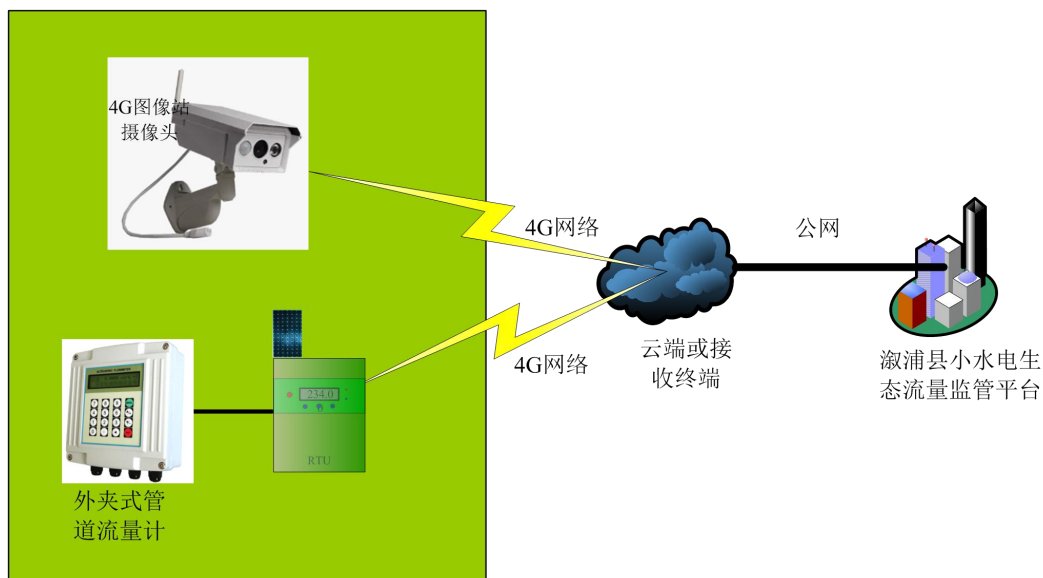 4G图像站
摄像头
4G网络
公网
云端或接
收终端
溆浦县小水电生
态流量监管平台
4G网络
234.0
RTU
外夹式管
道流量计